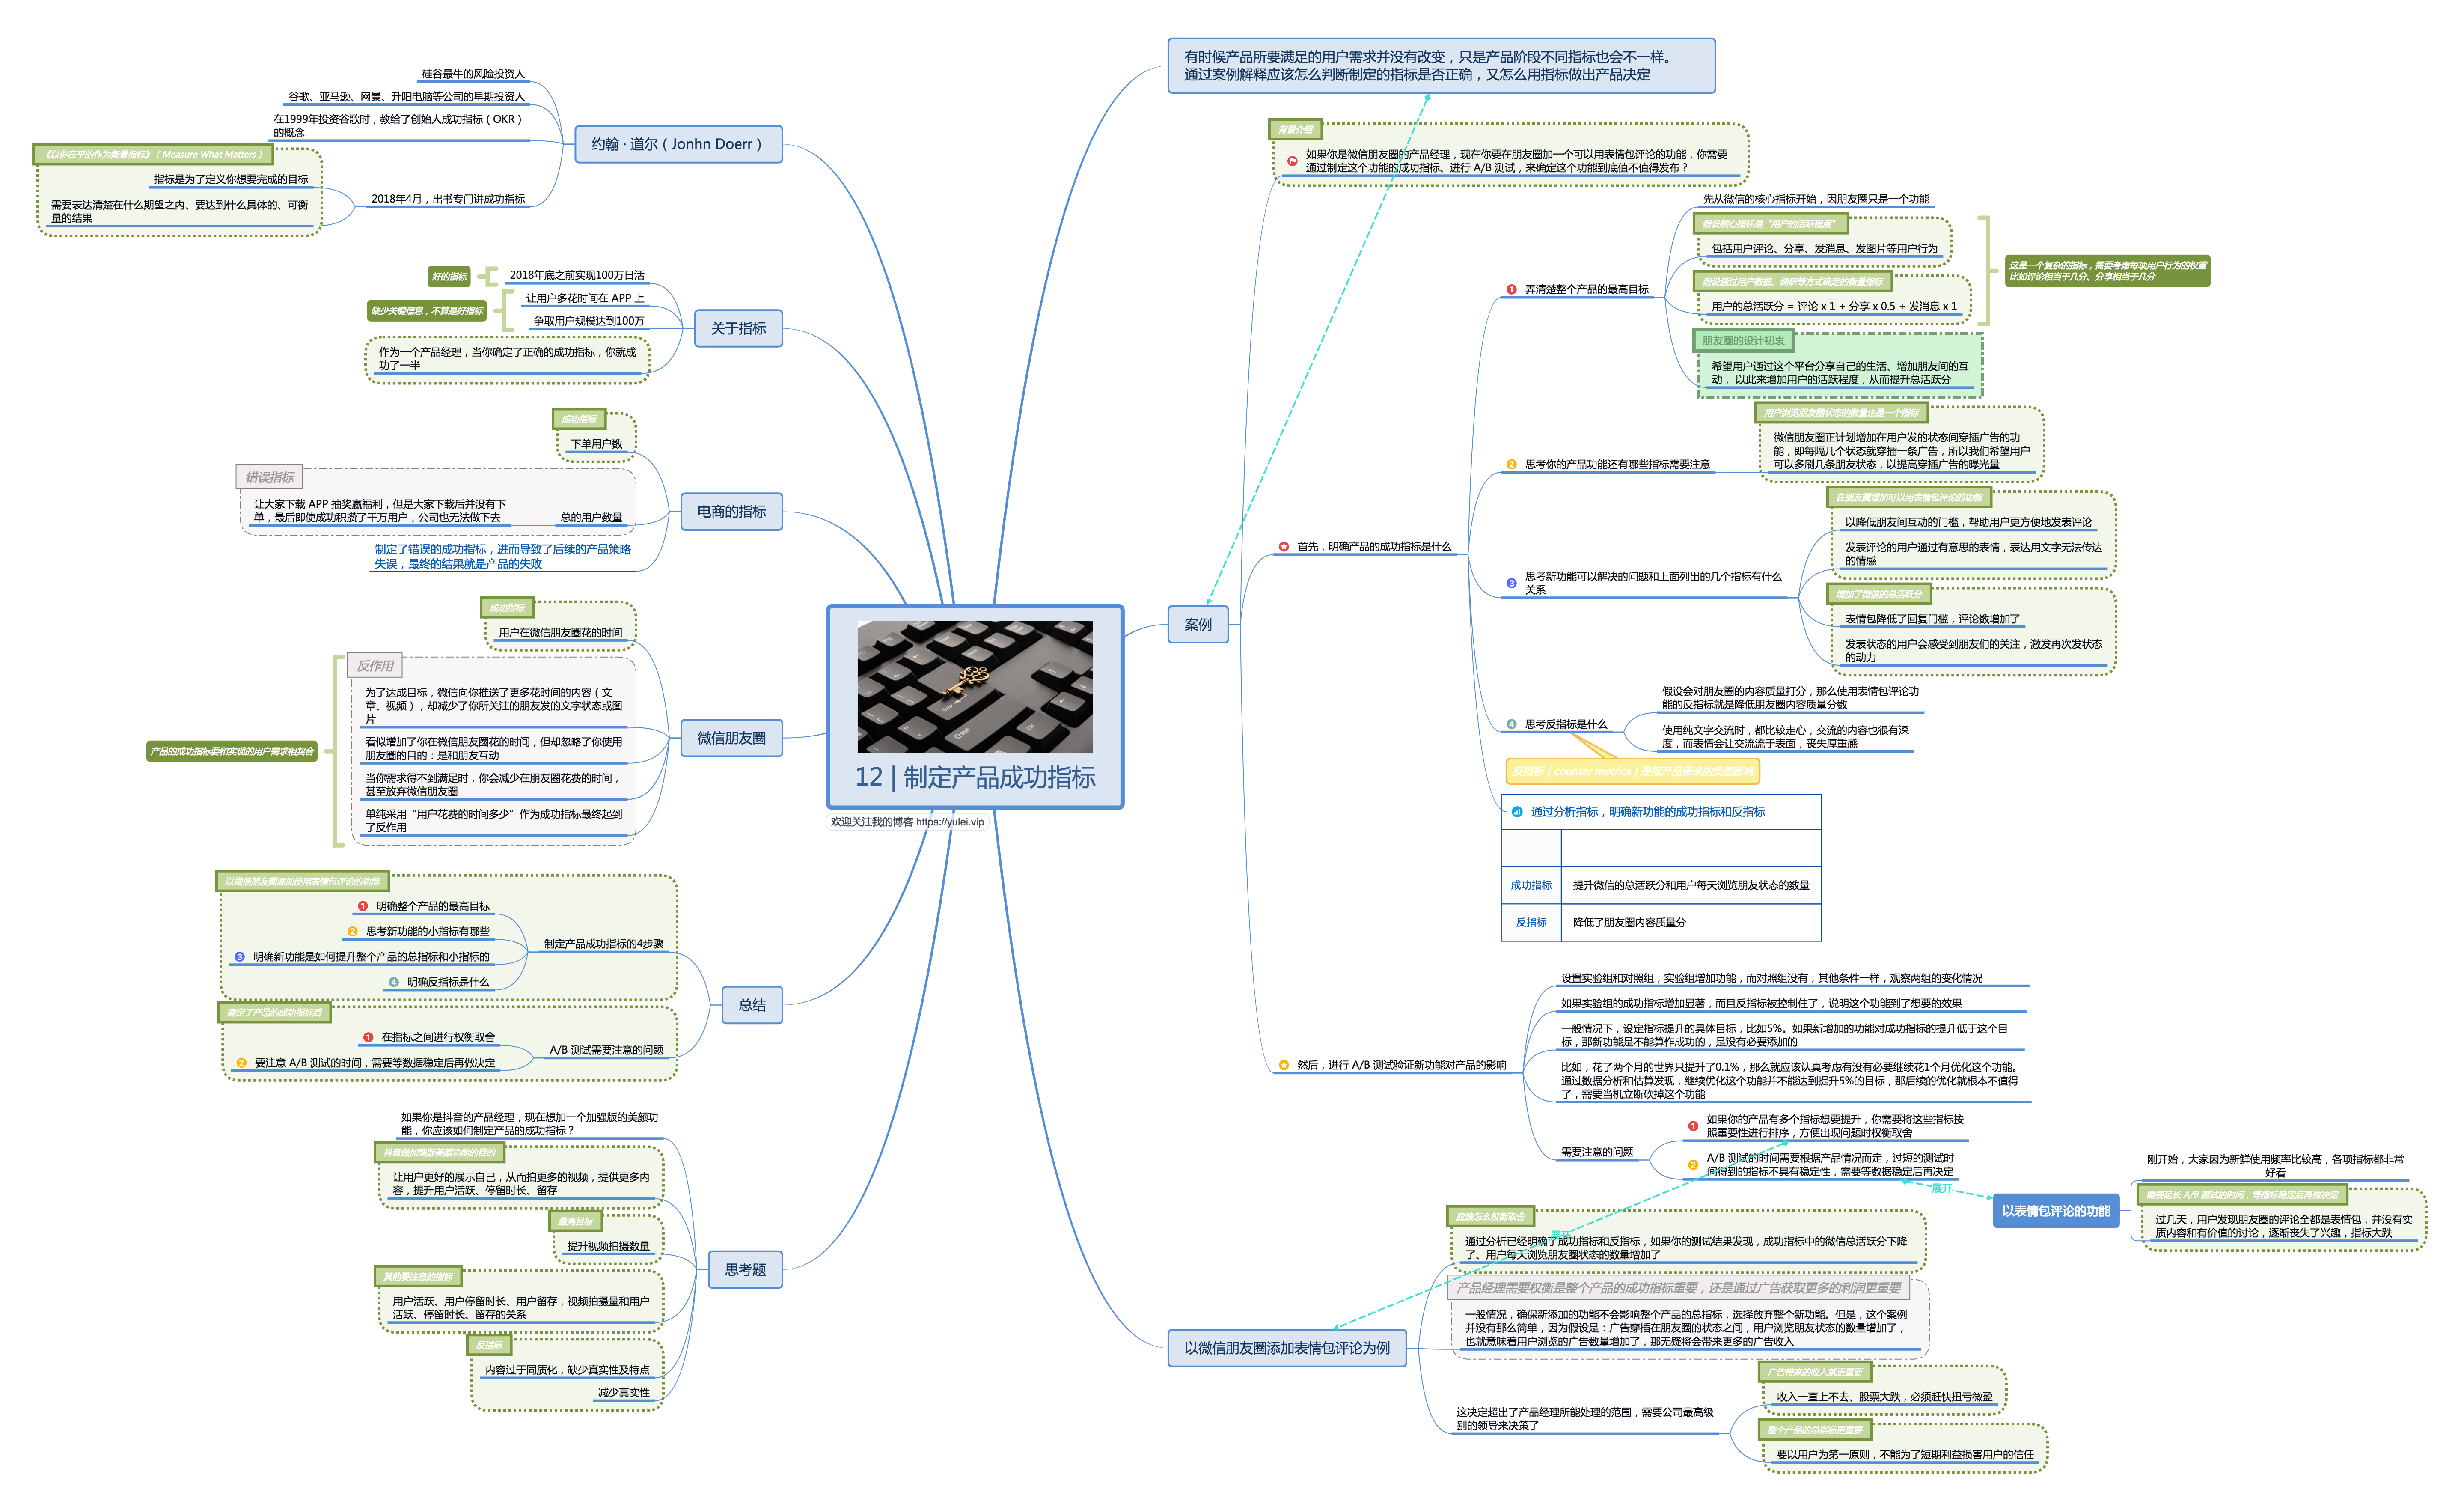 12 | 制定产品成功指标
欢迎关注我的博客 https://yulei.vip
约翰 · 道尔（Jonhn Doerr）
硅谷最牛的风险投资人
谷歌、亚马逊、网景、升阳电脑等公司的早期投资人
在1999年投资谷歌时，教给了创始人成功指标（OKR）
的概念
2018年4月，出书专门讲成功指标
《以你在乎的作为衡量指标》（Measure What Matters）
指标是为了定义你想要完成的目标
需要表达清楚在什么期望之内、要达到什么具体的、可衡
量的结果
关于指标
好的指标
2018年底之前实现100万日活
缺少关键信息，不算是好指标
让用户多花时间在 APP 上
争取用户规模达到100万
作为一个产品经理，当你确定了正确的成功指标，你就成
功了一半
电商的指标
成功指标
下单用户数
错误指标
总的用户数量
让大家下载 APP 抽奖赢福利，但是大家下载后并没有下
单，最后即使成功积攒了千万用户，公司也无法做下去
制定了错误的成功指标，进而导致了后续的产品策略
失误，最终的结果就是产品的失败
微信朋友圈
成功指标
用户在微信朋友圈花的时间
反作用
为了达成目标，微信向你推送了更多花时间的内容（文
章、视频），却减少了你所关注的朋友发的文字状态或图
片
看似增加了你在微信朋友圈花的时间，但却忽略了你使用
朋友圈的目的：是和朋友互动
当你需求得不到满足时，你会减少在朋友圈花费的时间，
甚至放弃微信朋友圈
单纯采用“用户花费的时间多少”作为成功指标最终起到
了反作用
产品的成功指标要和实现的用户需求相契合
总结
以微信朋友圈添加使用表情包评论的功能
制定产品成功指标的4步骤
1 明确整个产品的最高目标
2 思考新功能的小指标有哪些
3 明确新功能是如何提升整个产品的总指标和小指标的
4 明确反指标是什么
确定了产品的成功指标后
A/B 测试需要注意的问题
1 在指标之间进行权衡取舍
2 要注意 A/B 测试的时间，需要等数据稳定后再做决定
思考题
如果你是抖音的产品经理，现在想加一个加强版的美颜功
能，你应该如何制定产品的成功指标？
抖音做加强版美颜功能的目的
让用户更好的展示自己，从而拍更多的视频，提供更多内
容，提升用户活跃、停留时长、留存
最高目标
提升视频拍摄数量
其他要注意的指标
用户活跃、用户停留时长、用户留存，视频拍摄量和用户
活跃、停留时长、留存的关系
反指标
内容过于同质化，缺少真实性及特点
减少真实性
有时候产品所要满足的用户需求并没有改变，只是产品阶段不同指标也会不一样。
通过案例解释应该怎么判断制定的指标是否正确，又怎么用指标做出产品决定
案例
背景介绍
如果你是微信朋友圈的产品经理，现在你要在朋友圈加一个可以用表情包评论的功能，你需要
通过制定这个功能的成功指标、进行 A/B 测试，来确定这个功能到底值不值得发布？
首先，明确产品的成功指标是什么
1 弄清楚整个产品的最高目标
先从微信的核心指标开始，因朋友圈只是一个功能
假设核心指标是“用户的活跃程度”
包括用户评论、分享、发消息、发图片等用户行为
假设通过用户数据、调研等方式确定的衡量指标
用户的总活跃分 = 评论 x 1 + 分享 x 0.5 + 发消息 x 1
这是一个复杂的指标，需要考虑每项用户行为的权重
比如评论相当于几分、分享相当于几分
朋友圈的设计初衷
希望用户通过这个平台分享自己的生活、增加朋友间的互
动，以此来增加用户的活跃程度，从而提升总活跃分
2 思考你的产品功能还有哪些指标需要注意
用户浏览朋友圈状态的数量也是一个指标
微信朋友圈正计划增加在用户发的状态间穿插广告的功
能，即每隔几个状态就穿插一条广告，所以我们希望用户
可以多刷几条朋友状态，以提高穿插广告的曝光量
3 思考新功能可以解决的问题和上面列出的几个指标有什么
关系
在朋友圈增加可以用表情包评论的功能
以降低朋友间互动的门槛，帮助用户更方便地发表评论
发表评论的用户通过有意思的表情，表达用文字无法传达
的情感
增加了微信的总活跃分
表情包降低了回复门槛，评论数增加了
发表状态的用户会感受到朋友们的关注，激发再次发状态
的动力
4 思考反指标是什么
假设会对朋友圈的内容质量打分，那么使用表情包评论功
能的反指标就是降低朋友圈内容质量分数
使用纯文字交流时，都比较走心，交流的内容也很有深
度，而表情会让交流流于表面，丧失厚重感
反指标（counter metrics）是指产品带来的负面影响
通过分析指标，明确新功能的成功指标和反指标
成功指标 提升微信的总活跃分和用户每天浏览朋友状态的数量
反指标 降低了朋友圈内容质量分
然后，进行 A/B 测试验证新功能对产品的影响
设置实验组和对照组，实验组增加功能，而对照组没有，其他条件一样，观察两组的变化情况
如果实验组的成功指标增加显著，而且反指标被控制住了，说明这个功能到了想要的效果
一般情况下，设定指标提升的具体目标，比如5%。如果新增加的功能对成功指标的提升低于这个目
标，那新功能是不能算作成功的，是没有必要添加的
比如，花了两个月的世界只提升了0.1%，那么就应该认真考虑有没有必要继续花1个月优化这个功能。
通过数据分析和估算发现，继续优化这个功能并不能达到提升5%的目标，那后续的优化就根本不值得
了，需要当机立断砍掉这个功能
需要注意的问题
1 如果你的产品有多个指标想要提升，你需要将这些指标按
照重要性进行排序，方便出现问题时权衡取舍
2 A/B 测试的时间需要根据产品情况而定，过短的测试时
间得到的指标不具有稳定性，需要等数据稳定后再决定
展开
以表情包评论的功能
刚开始，大家因为新鲜使用频率比较高，各项指标都非常
好看
需要延长 A/B 测试的时间，等指标稳定后再做决定
过几天，用户发现朋友圈的评论全都是表情包，并没有实
质内容和有价值的讨论，逐渐丧失了兴趣，指标大跌
展开
以微信朋友圈添加表情包评论为例
应该怎么权衡取舍
通过分析已经明确了成功指标和反指标，如果你的测试结果发现，成功指标中的微信总活跃分下降
了、用户每天浏览朋友圈状态的数量增加了
产品经理需要权衡是整个产品的成功指标重要，还是通过广告获取更多的利润更重要
一般情况，确保新添加的功能不会影响整个产品的总指标，选择放弃整个新功能。但是，这个案例
并没有那么简单，因为假设是：广告穿插在朋友圈的状态之间，用户浏览朋友状态的数量增加了，
也就意味着用户浏览的广告数量增加了，那无疑将会带来更多的广告收入
这决定超出了产品经理所能处理的范围，需要公司最高级
别的领导来决策了
广告带来的收入就更重要
收入一直上不去、股票大跌，必须赶快扭亏微盈
整个产品的总指标更重要
要以用户为第一原则，不能为了短期利益损害用户的信任